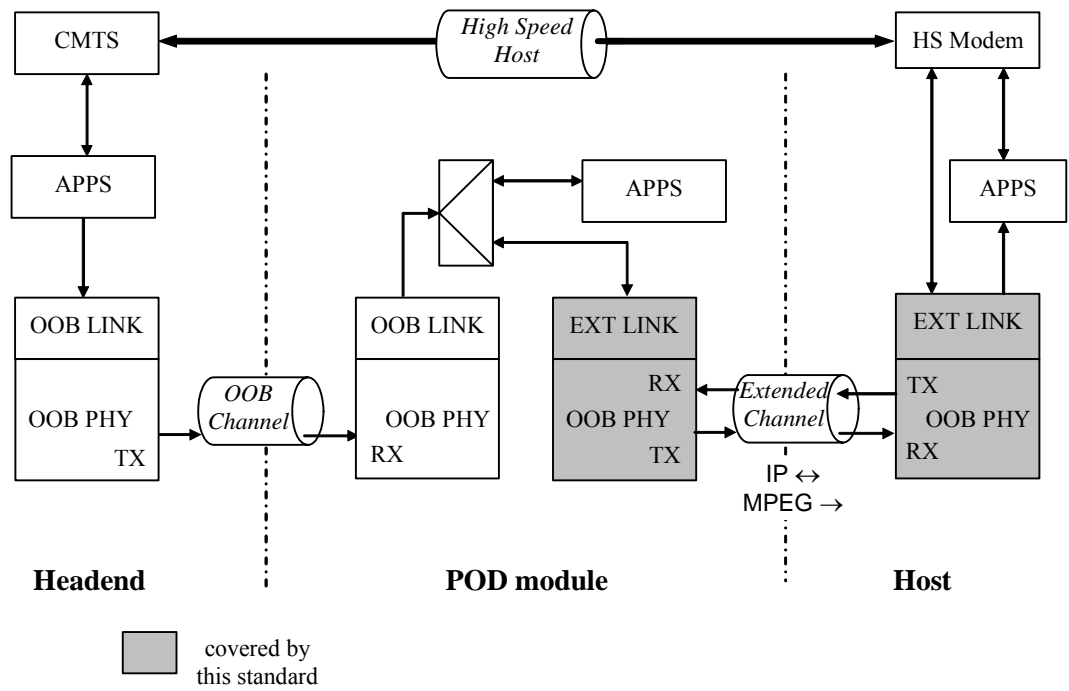 CMTS
High Speed
Host
HS Modem
APPS
APPS
APPS
OOB LINK
OOB LINK
EXT LINK
EXT LINK
OOB PHY
TX
OOB
Channel
OOB PHY
RX
RX
OOB PHY
TX
Extended
Channel
TX
OOB PHY
RX
IP ↔
MPEG →
Headend
POD module
Host
covered by
this standard